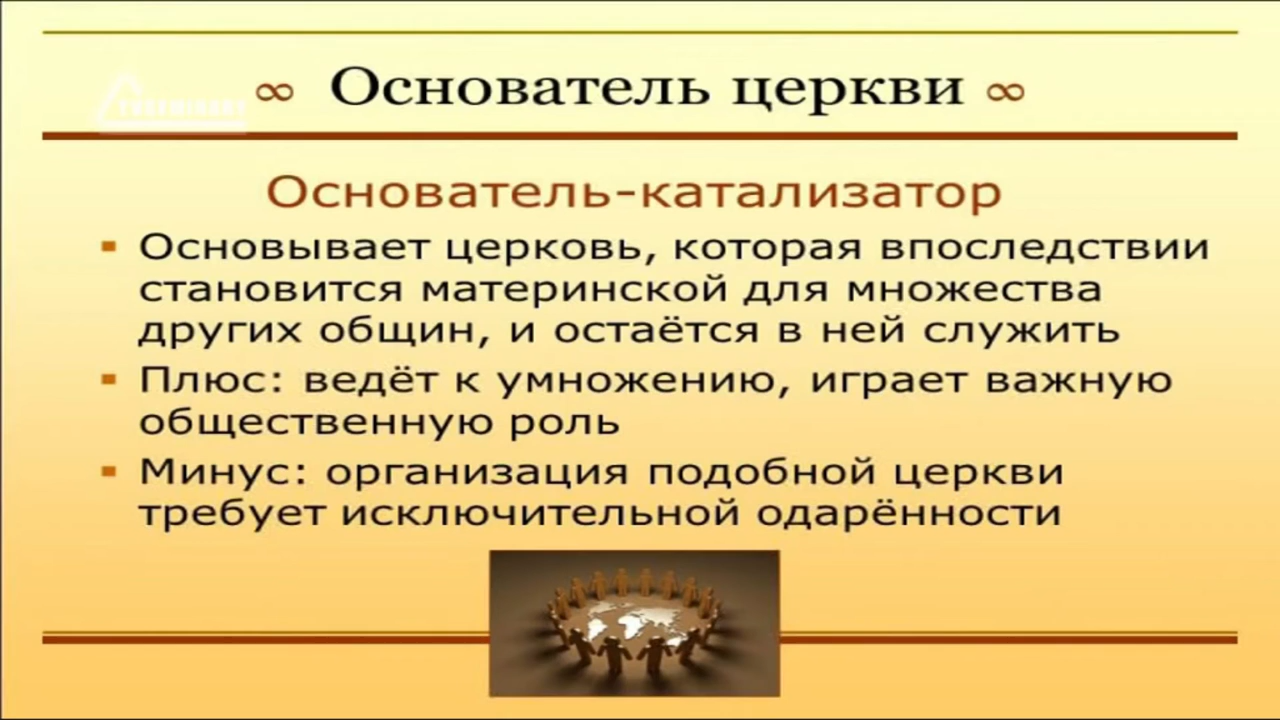 ∞ Основатель церкви ∞
Основатель-катализатор
▪ Основывает церковь, которая впоследствии
становится материнской для множества
других общин, и остаётся в ней служить
▪ Плюс: ведёт к умножению, играет важную
общественную роль
▪ Минус: организация подобной церкви
требует исключительной одарённости